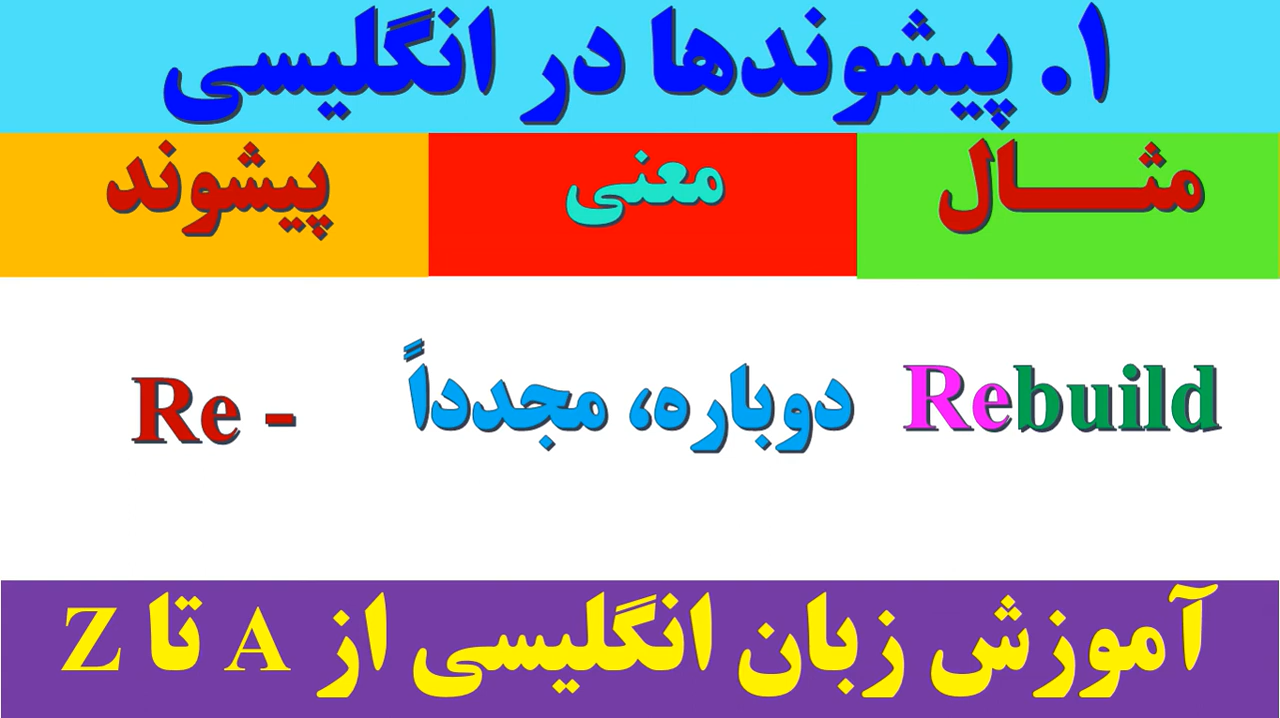 ۱. پیشوندها در انگلیسی
پیشوند معنی مثـــال
Re - دوباره، مجدداً Rebuild
آموزش زبان انگلیسی از A تا Z